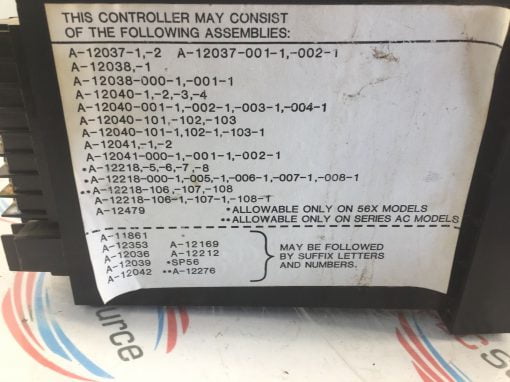 THIS CONTROLLER MAY CONSIST
OF THE FOLLOWING ASSEMBLIES:
A-12037-1,-2 A-12037-001-1,-002-1
A-12038,-1
A-12038-000-1,-001-1
A-12040-1,-2,-3,-4
A-12040-001-1,-002-1,-003-1,-004-1
A-12040-101,-102,-103
A-12040-101-1,102-1,-103-1
A-12041,-1,-2
A-12041-000-1,-001-1,-002-1
*A-12218,-5,-6,-7,-8
*A-12218-000-1,-005,-1,-006-1,-007-1,-008-1
**A-12218-106,-107,-108
A-12218-106-1,-107-1,-108-1
A-12479 *ALLOWABLE ONLY ON 56X MODELS
**ALLOWABLE ONLY ON SERIES AC MODELS
A-11861
A-12353 A-12169
A-12036 A-12212
A-12039 *SP56
A-12042 **A-12276
MAY BE FOLLOWED
BY SUFFIX LETTERS
AND NUMBERS.
source